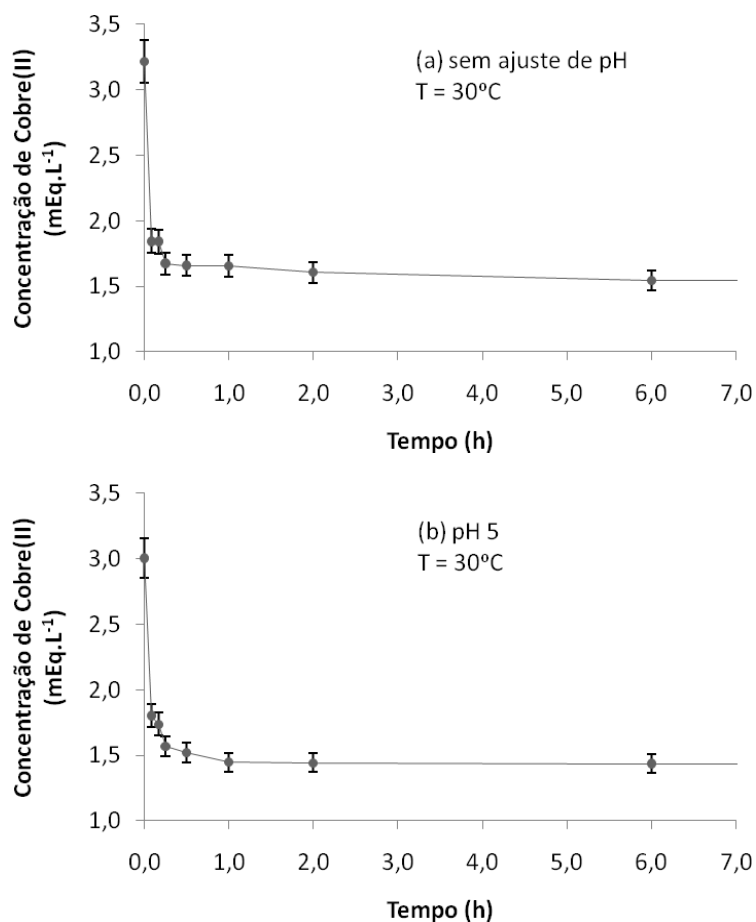 Concentração de Cobre(II)
(mEq.L⁻¹)
3,5
3,0
2,5
2,0
1,5
1,0
(a) sem ajuste de pH
T = 30ºC
0,0 1,0 2,0 3,0 4,0 5,0 6,0 7,0
Tempo (h)
Concentração de Cobre(II)
(mEq.L⁻¹)
3,5
3,0
2,5
2,0
1,5
1,0
(b) pH 5
T = 30ºC
0,0 1,0 2,0 3,0 4,0 5,0 6,0 7,0
Tempo (h)